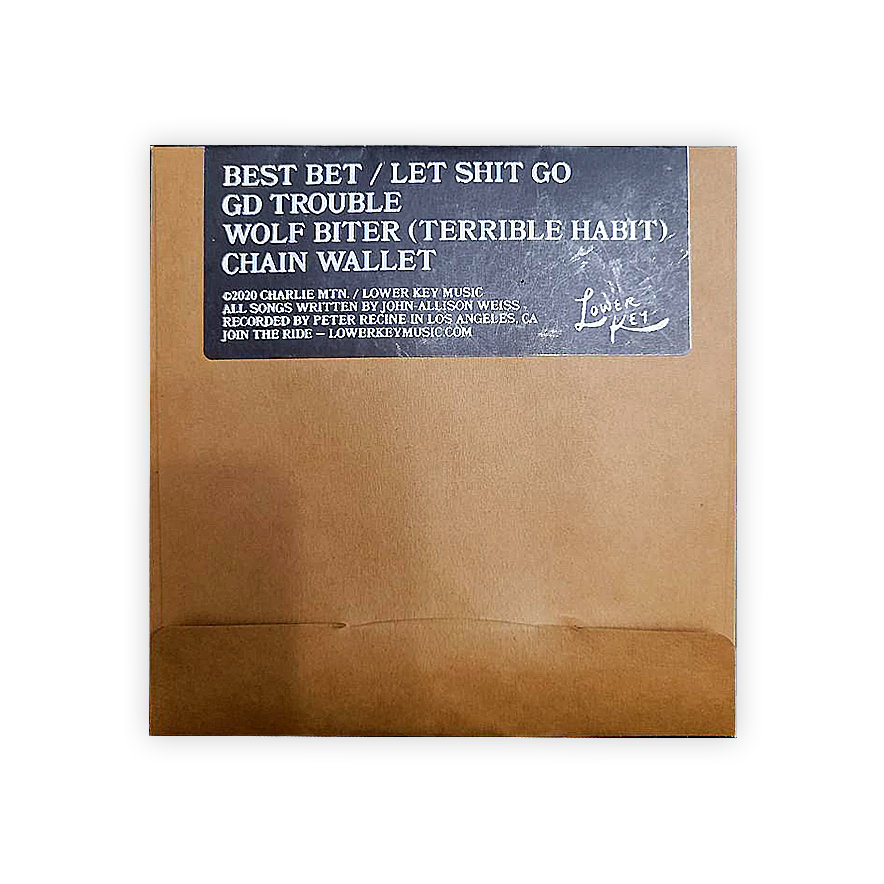 BEST BET / LET SHIT GO
GD TROUBLE
WOLF BITER (TERRIBLE HABIT)
CHAIN WALLET
©2020 CHARLIE MTN. / LOWER KEY MUSIC
ALL SONGS WRITTEN BY JOHN-ALLISON WEISS
RECORDED BY PETER RECINE IN LOS ANGELES, CA
JOIN THE RIDE – LOWERKEYMUSIC.COM
LOWER
KEY